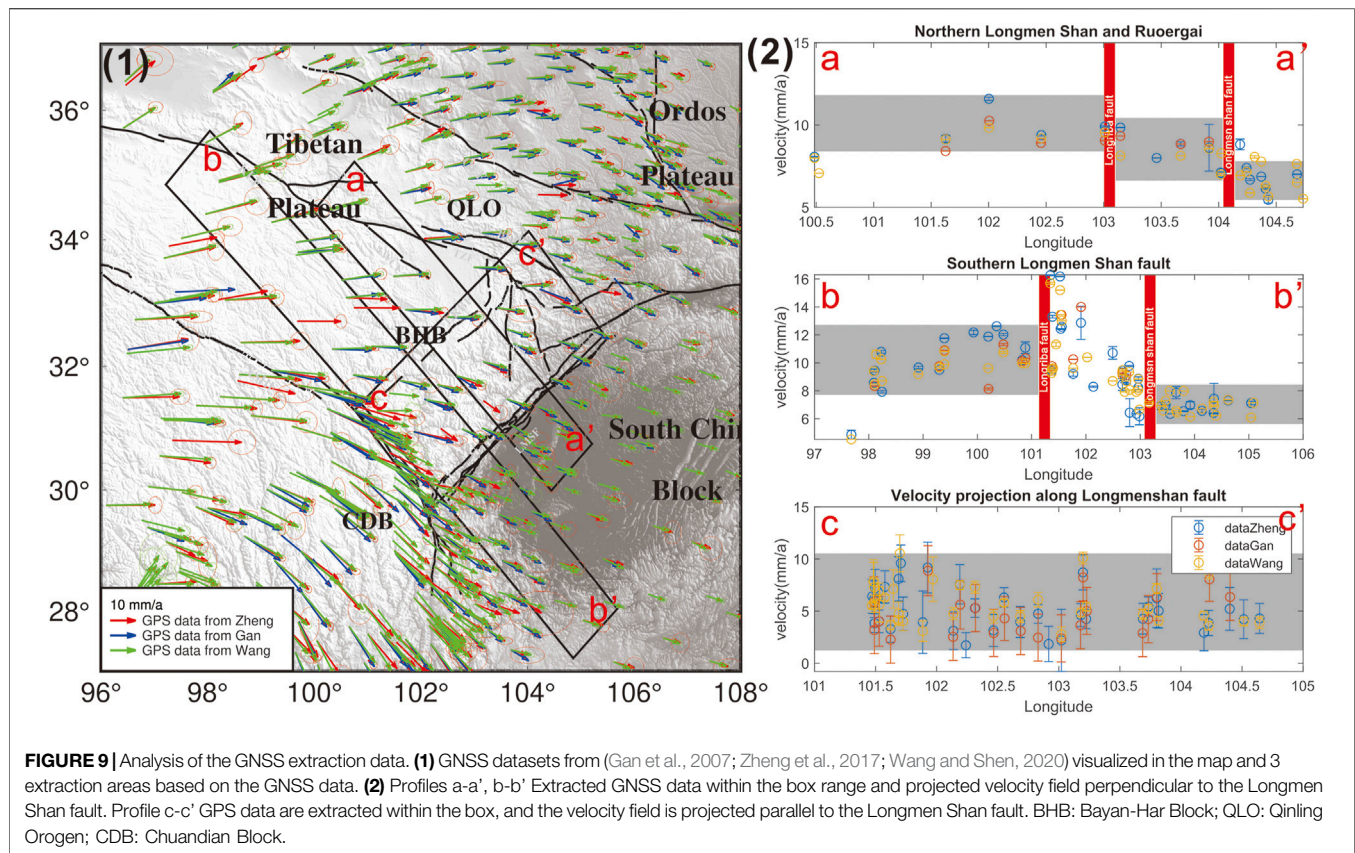 (1)
36°
34°
32°
30°
28°
96°
98°
100°
102°
104°
106°
108°
Tibetan
Plateau
Ordos
Plateau
QLO
BHB
CDB
South Chi
Block
a
a'
b
b'
c
c'
10 mm/a
GPS data from Zheng
GPS data from Gan
GPS data from Wang
(2)
Northern Longmen Shan and Ruoergai
a
a'
velocity(mm/a)
15
10
5
Longriba fault
Longmsn shan fault
100.5 101 101.5 102 102.5 103 103.5 104 104.5
Longitude
Southern Longmen Shan fault
b
b'
velocity(mm/a)
16
14
12
10
8
6
Longriba fault
Longmsn shan fault
97 98 99 100 101 102 103 104 105 106
Longitude
Velocity projection along Longmenshan fault
c
c'
velocity(mm/a)
15
10
5
0
dataZheng
dataGan
dataWang
101 101.5 102 102.5 103 103.5 104 104.5 105
Longitude
FIGURE 9 | Analysis of the GNSS extraction data. (1) GNSS datasets from (Gan et al., 2007; Zheng et al., 2017; Wang and Shen, 2020) visualized in the map and 3
extraction areas based on the GNSS data. (2) Profiles a-a', b-b' Extracted GNSS data within the box range and projected velocity field perpendicular to the Longmen
Shan fault. Profile c-c' GPS data are extracted within the box, and the velocity field is projected parallel to the Longmen Shan fault. BHB: Bayan-Har Block; QLO: Qinling
Orogen; CDB: Chuandian Block.